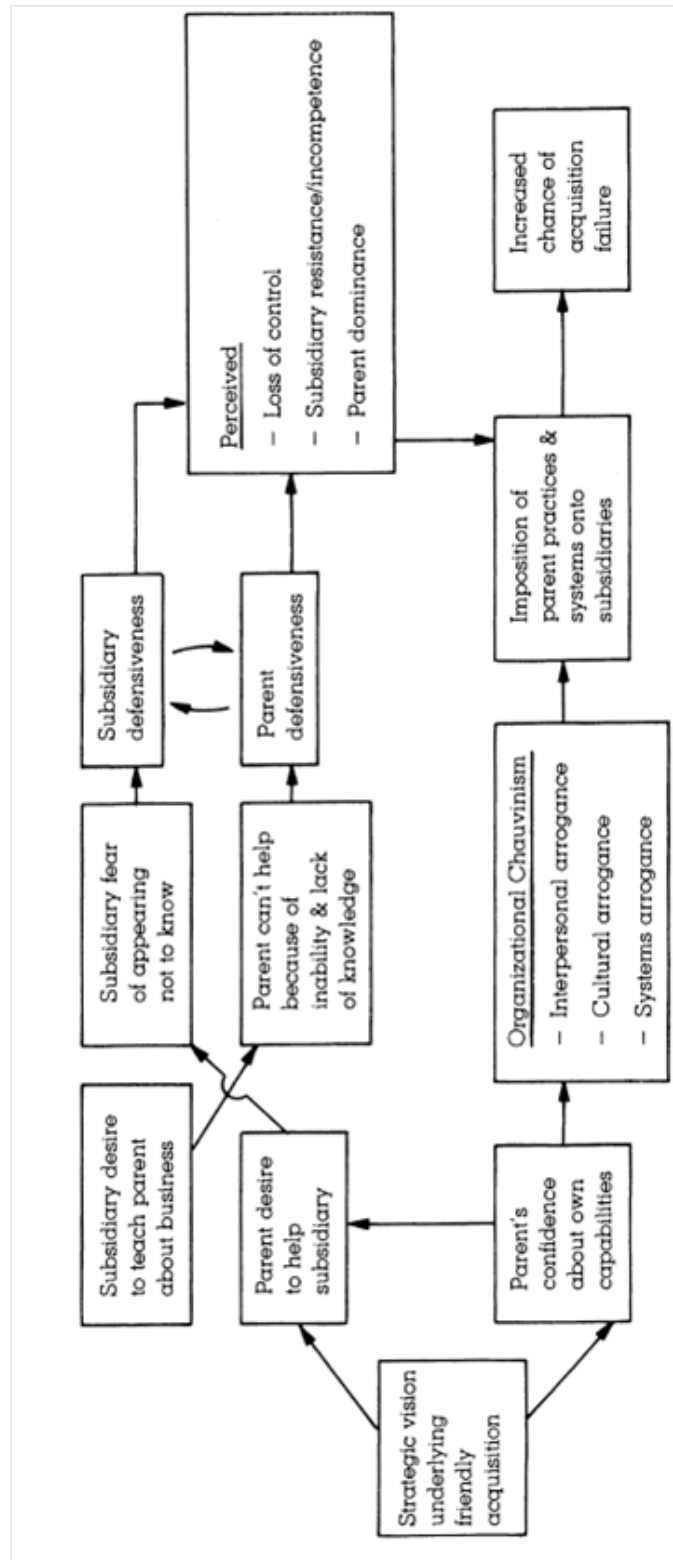 Strategic vision
underlying
friendly
acquisition
Subsidiary desire
to teach parent
about business
Parent desire
to help
subsidiary
Parent's
confidence
about own
capabilities
Subsidiary fear
of appearing
not to know
Parent can't help
because of
inability & lack
of knowledge
Organizational Chauvinism
– Interpersonal arrogance
– Cultural arrogance
– Systems arrogance
Subsidiary
defensiveness
Parent
defensiveness
Imposition of
parent practices &
systems onto
subsidiaries
Perceived
– Loss of control
– Subsidiary resistance/incompetence
– Parent dominance
Increased
chance of
acquisition
failure